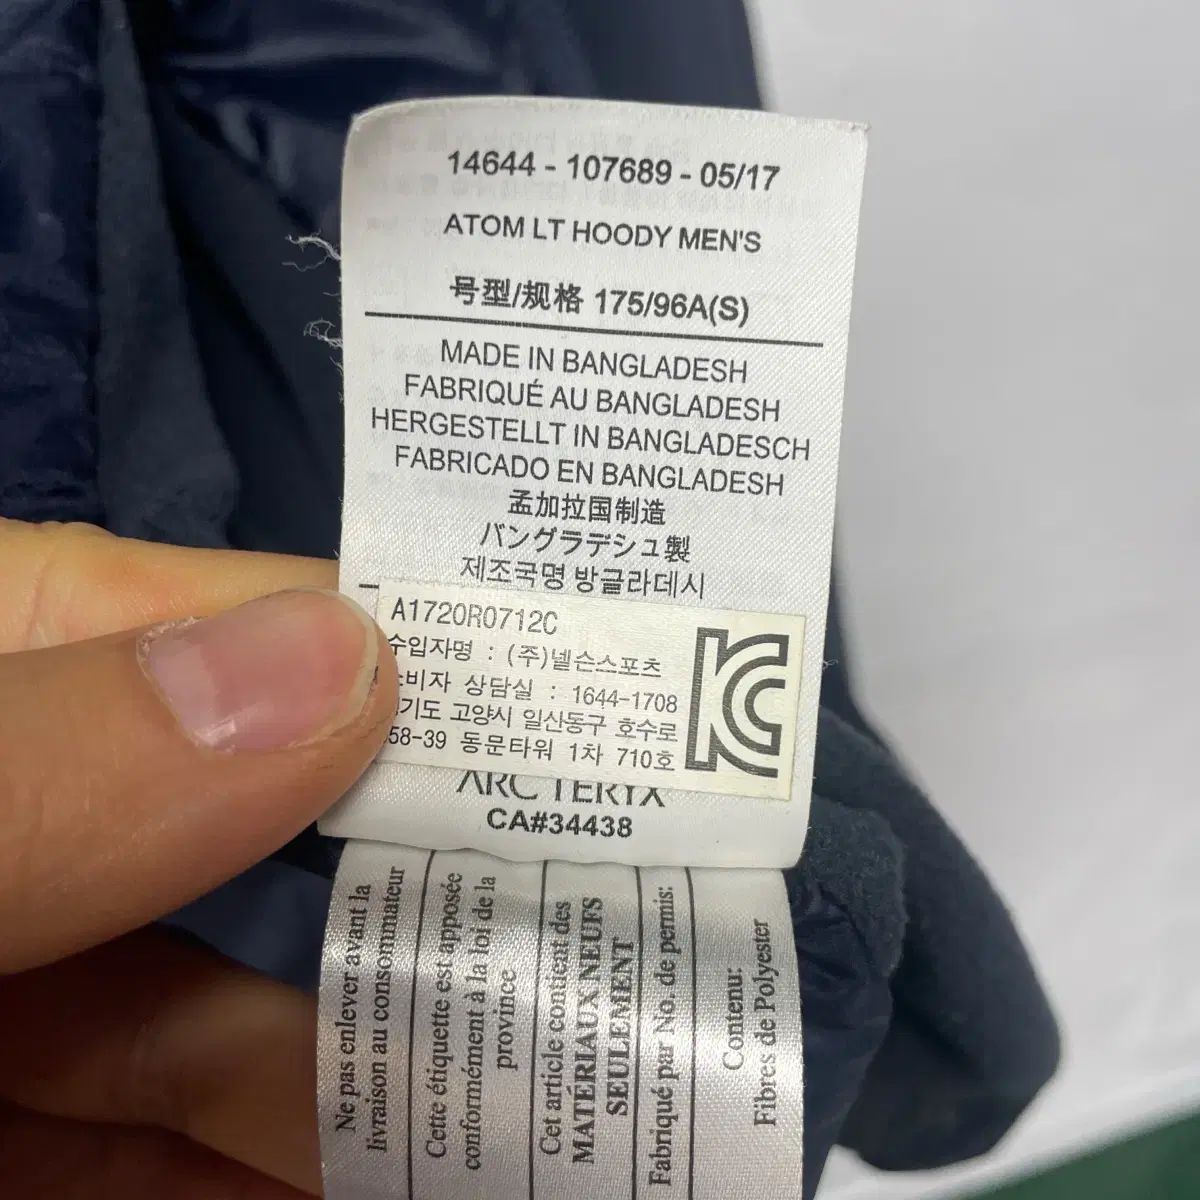 14644 - 107689 - 05/17
ATOM LT HOODY MEN'S
号型/规格 175/96A(S)
MADE IN BANGLADESH
FABRIQUÉ AU BANGLADESH
HERGESTELLT IN BANGLADESCH
FABRICADO EN BANGLADESH
孟加拉国制造
バングラデシュ製
제조국명 방글라데시
A1720R0712C
수입자명 : (주)넬슨스포츠
소비자 상담실 : 1644-1708
경기도 고양시 일산동구 호수로
58-39 동문타워 1차 710호
ARC'TERYX
CA#34438
Ne pas enlever avant la
livraison au consommateur
Cette étiquette est apposée
conformément à la loi de la
province
Cet article contient des
MATÉRIAUX NEUFS
SEULEMENT
Fabriqué par No. de permis:
Contenu:
Fibres de Polyester